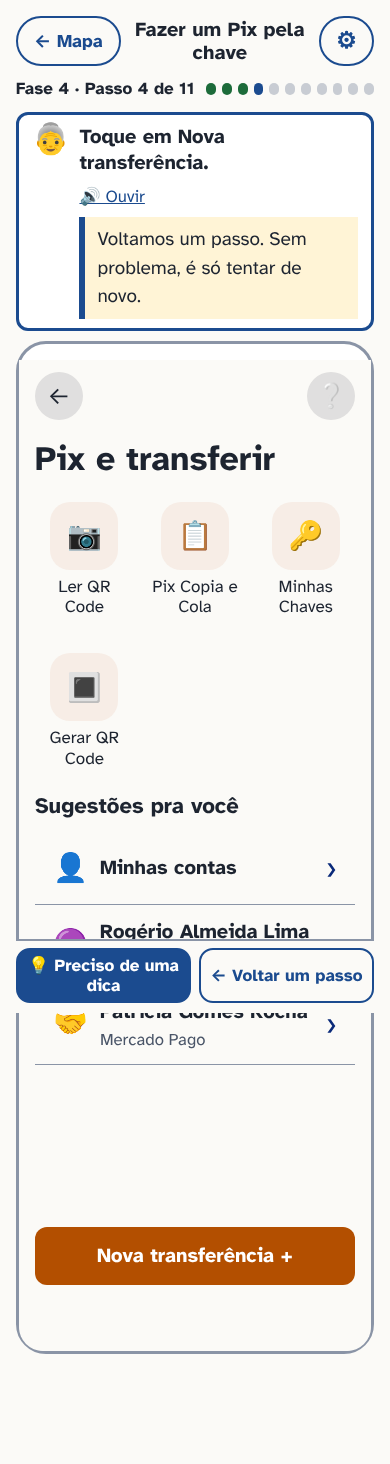 ← Mapa
Fazer um Pix pela
chave
Fase 4 · Passo 4 de 11
Toque em Nova
transferência.
🔊 Ouvir
Voltamos um passo. Sem
problema, é só tentar de
novo.
←
Pix e transferir
Ler QR
Code
Pix Copia e
Cola
Minhas
Chaves
Gerar QR
Code
Sugestões pra você
Minhas contas
Rogério Almeida Lima
💡 Preciso de uma
dica
← Voltar um passo
Patrícia Gomes Rocha
Mercado Pago
Nova transferência +